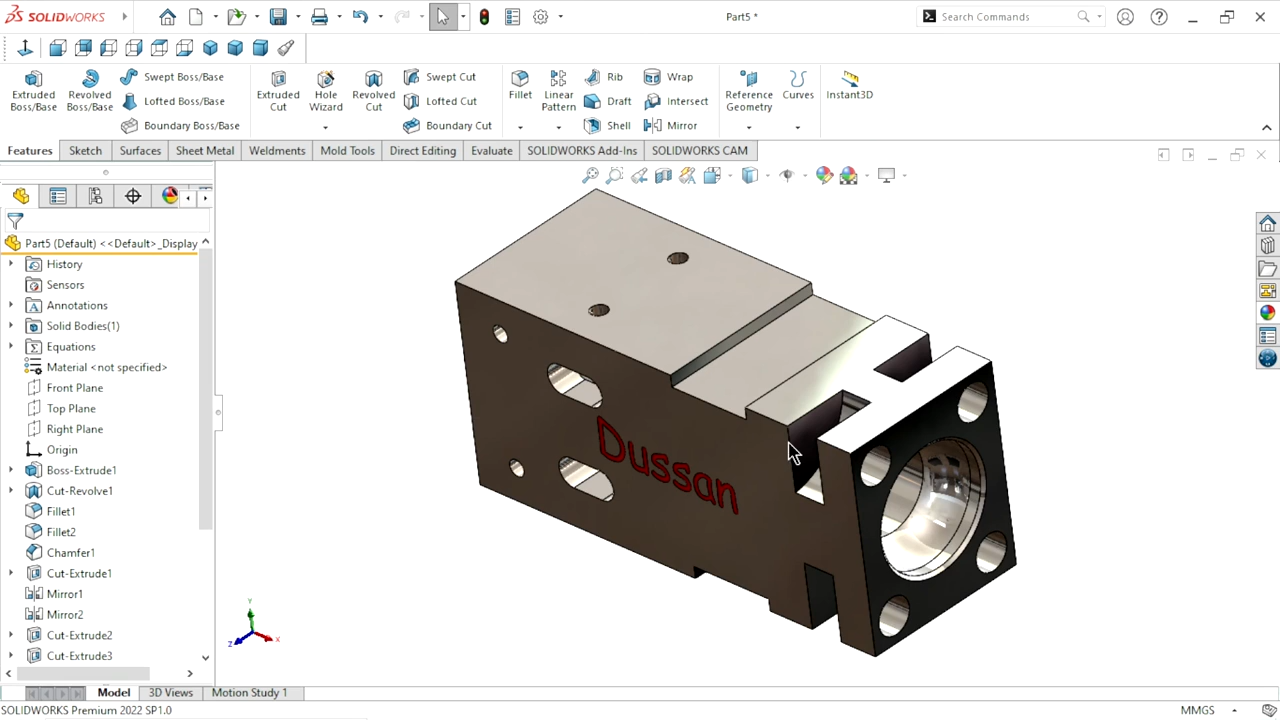 SOLIDWORKS
Part5 *
Search Commands
Extruded Boss/Base
Revolved Boss/Base
Swept Boss/Base
Lofted Boss/Base
Boundary Boss/Base
Extruded Cut
Hole Wizard
Revolved Cut
Swept Cut
Lofted Cut
Boundary Cut
Fillet
Linear Pattern
Rib
Draft
Shell
Wrap
Intersect
Mirror
Reference Geometry
Curves
Instant3D
Features Sketch Surfaces Sheet Metal Weldments Mold Tools Direct Editing Evaluate SOLIDWORKS Add-Ins SOLIDWORKS CAM
Part5 (Default) <<Default>_Display
History
Sensors
Annotations
Solid Bodies(1)
Equations
Material <not specified>
Front Plane
Top Plane
Right Plane
Origin
Boss-Extrude1
Cut-Revolve1
Fillet1
Fillet2
Chamfer1
Cut-Extrude1
Mirror1
Mirror2
Cut-Extrude2
Cut-Extrude3
Dussan
Y
X
Z
Model 3D Views Motion Study 1
SOLIDWORKS Premium 2022 SP1.0
MMGS